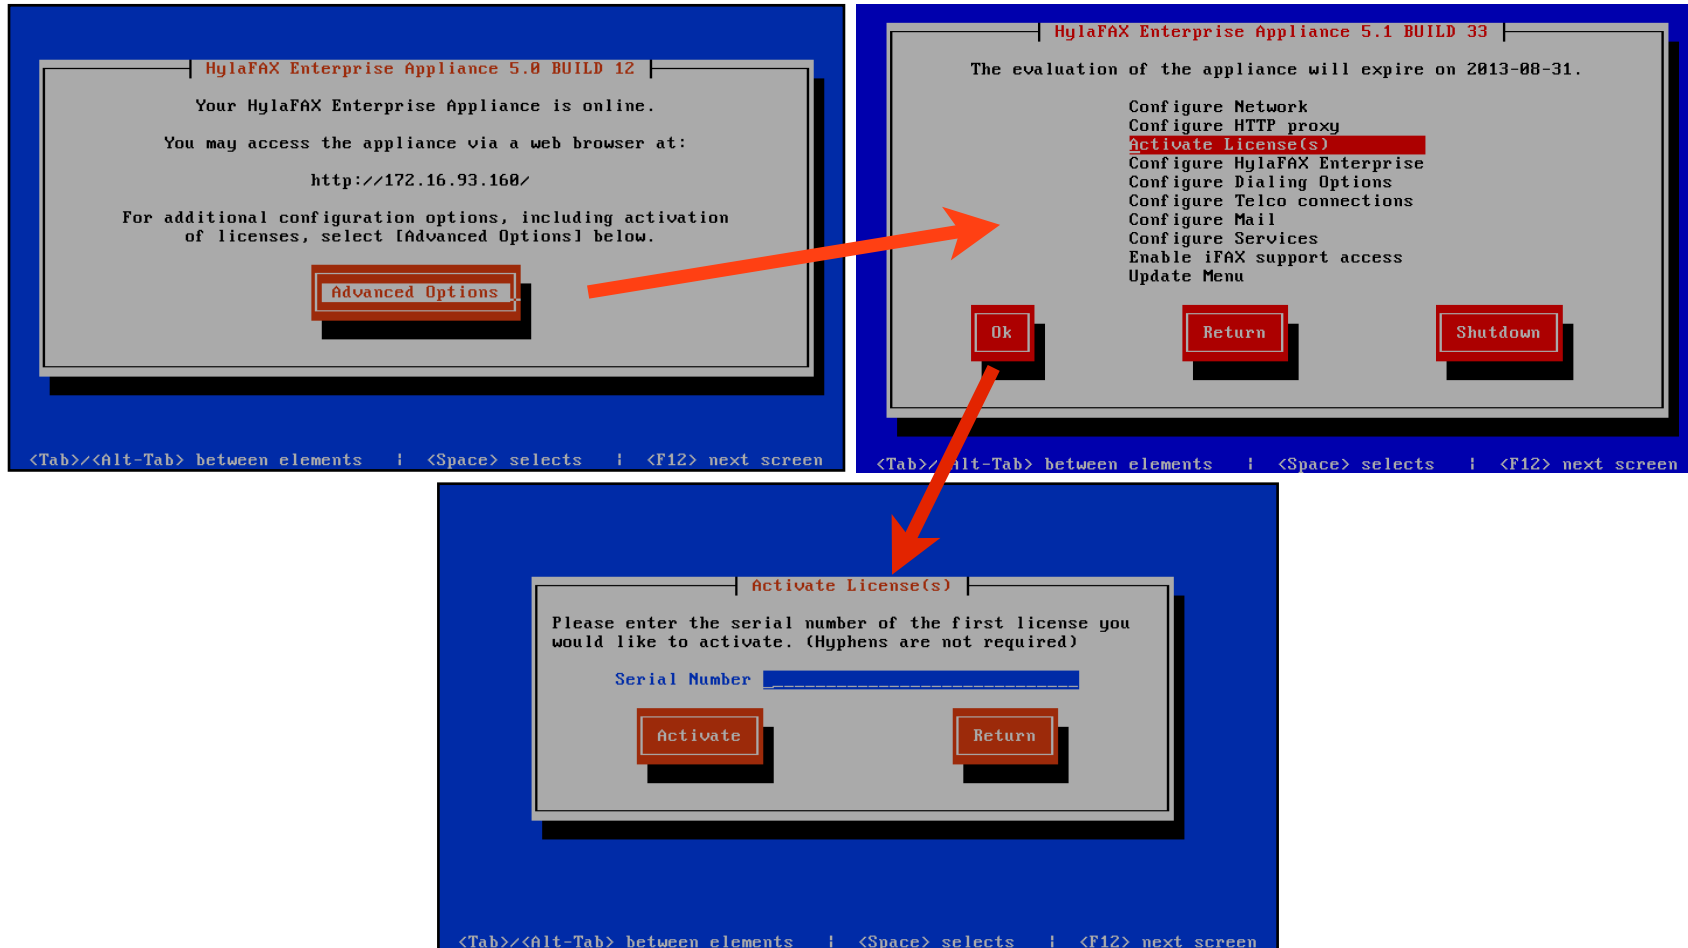 HylaFAX Enterprise Appliance 5.0 BUILD 12
Your HylaFAX Enterprise Appliance is online.
You may access the appliance via a web browser at:
http://172.16.93.160/
For additional configuration options, including activation
of licenses, select [Advanced Options] below.
Advanced Options
<Tab>/<Alt-Tab> between elements | <Space> selects | <F12> next screen
HylaFAX Enterprise Appliance 5.1 BUILD 33
The evaluation of the appliance will expire on 2013-08-31.
Configure Network
Configure HTTP proxy
Activate License(s)
Configure HylaFAX Enterprise
Configure Dialing Options
Configure Telco connections
Configure Mail
Configure Services
Enable iFAX support access
Update Menu
Ok Return Shutdown
<Tab>/<Alt-Tab> between elements | <Space> selects | <F12> next screen
Activate License(s)
Please enter the serial number of the first license you
would like to activate. (Hyphens are not required)
Serial Number
Activate Return
<Tab>/<Alt-Tab> between elements | <Space> selects | <F12> next screen